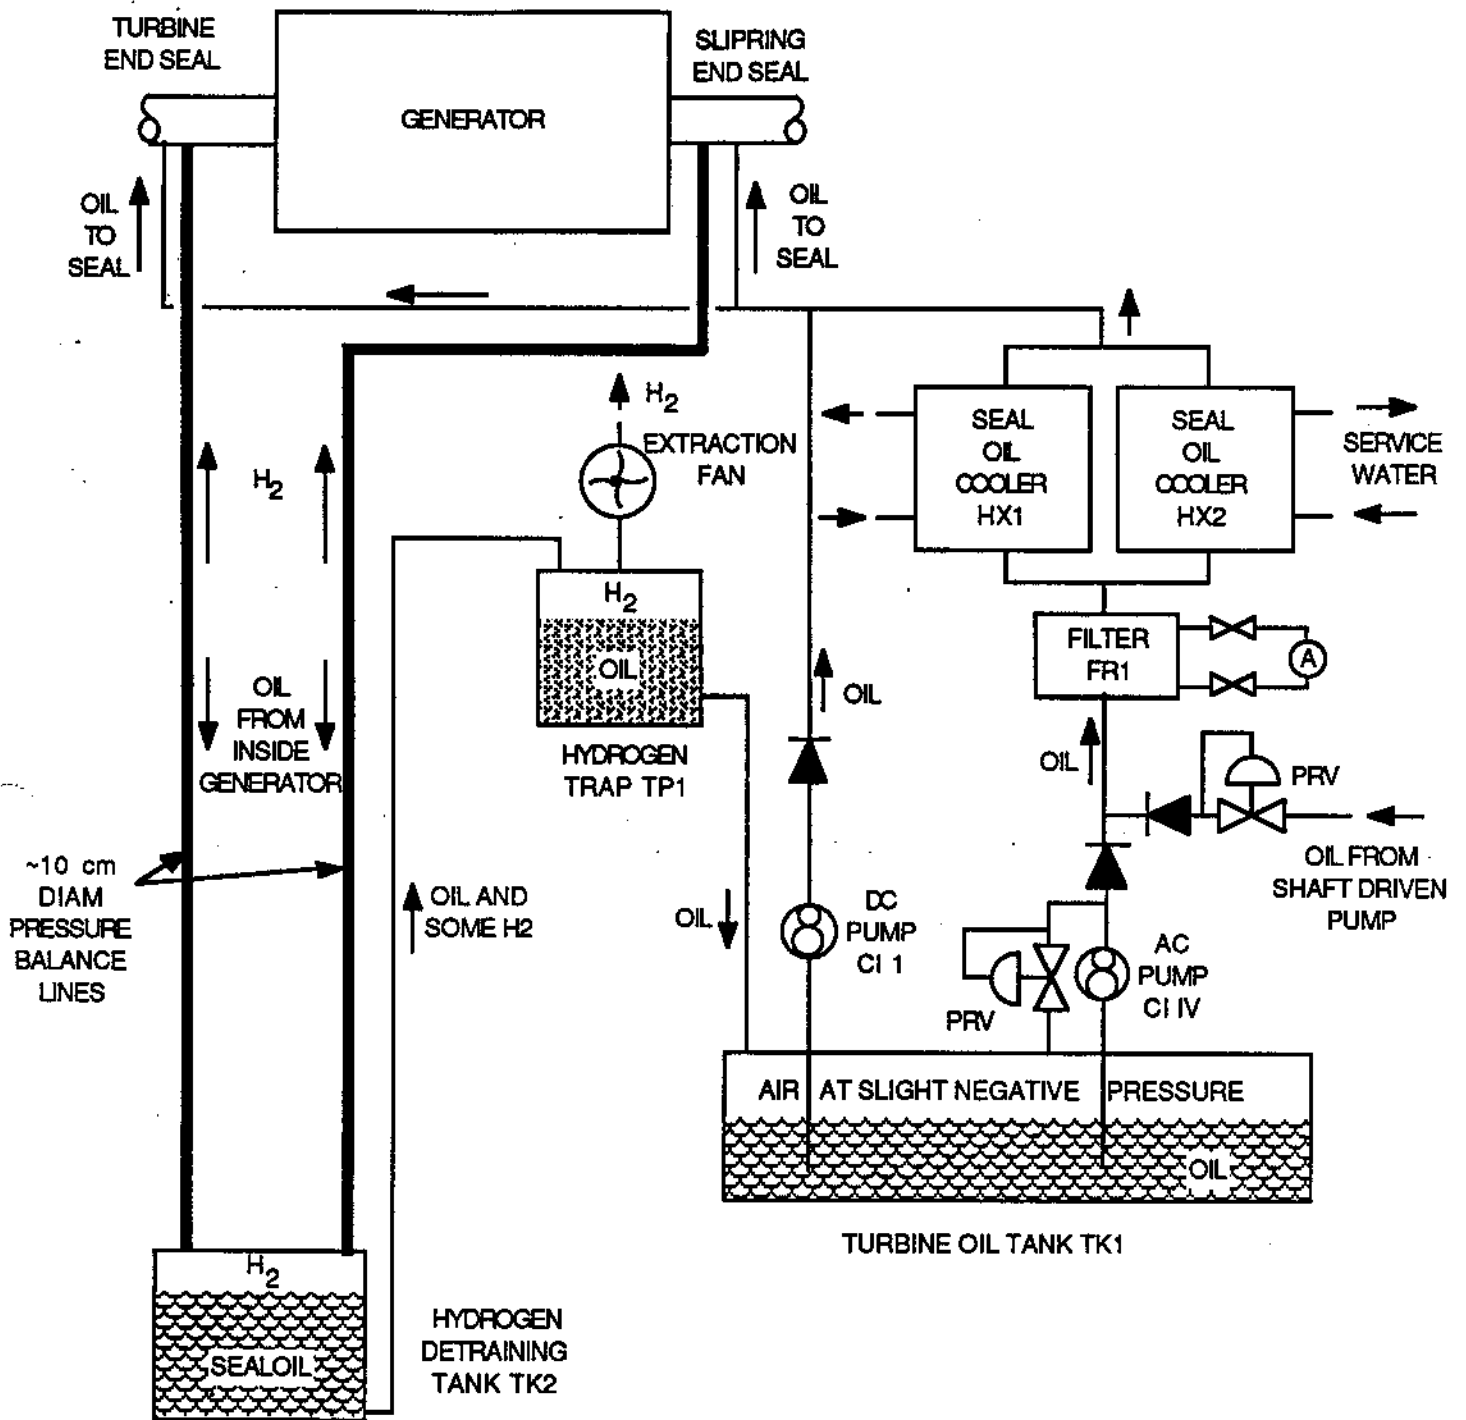 TURBINE
END SEAL
GENERATOR
SLIPRING
END SEAL
OIL
TO
SEAL
OIL
TO
SEAL
H2
EXTRACTION
FAN
H2
SEAL
OIL
COOLER
HX1
SEAL
OIL
COOLER
HX2
SERVICE
WATER
H2
OIL
HYDROGEN
TRAP TP1
FILTER
FR1
A
OIL
FROM
INSIDE
GENERATOR
OIL
OIL
PRV
OIL FROM
SHAFT DRIVEN
PUMP
~10 cm
DIAM
PRESSURE
BALANCE
LINES
OIL AND
SOME H2
OIL
DC
PUMP
CI 1
AC
PUMP
CI IV
PRV
AIR AT SLIGHT NEGATIVE PRESSURE
OIL
TURBINE OIL TANK TK1
H2
SEALOIL
HYDROGEN
DETRAINING
TANK TK2